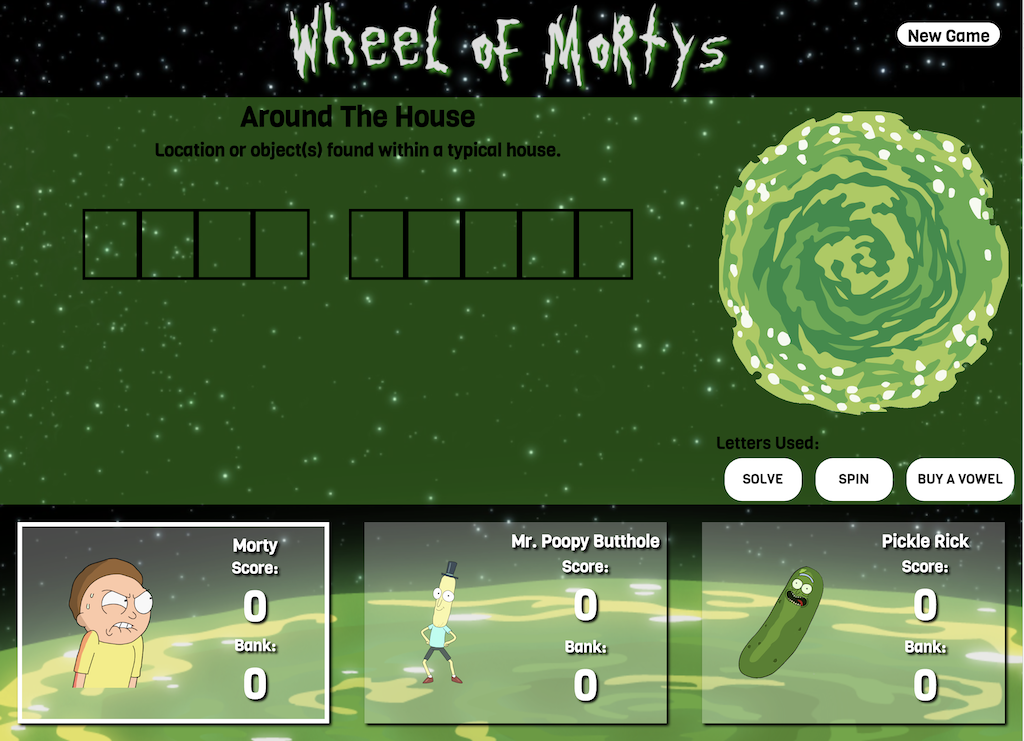 Wheel of Mortys
New Game
Around The House
Location or object(s) found within a typical house.
Letters Used:
SOLVE
SPIN
BUY A VOWEL
Morty
Score:
0
Bank:
0
Mr. Poopy Butthole
Score:
0
Bank:
0
Pickle Rick
Score:
0
Bank:
0